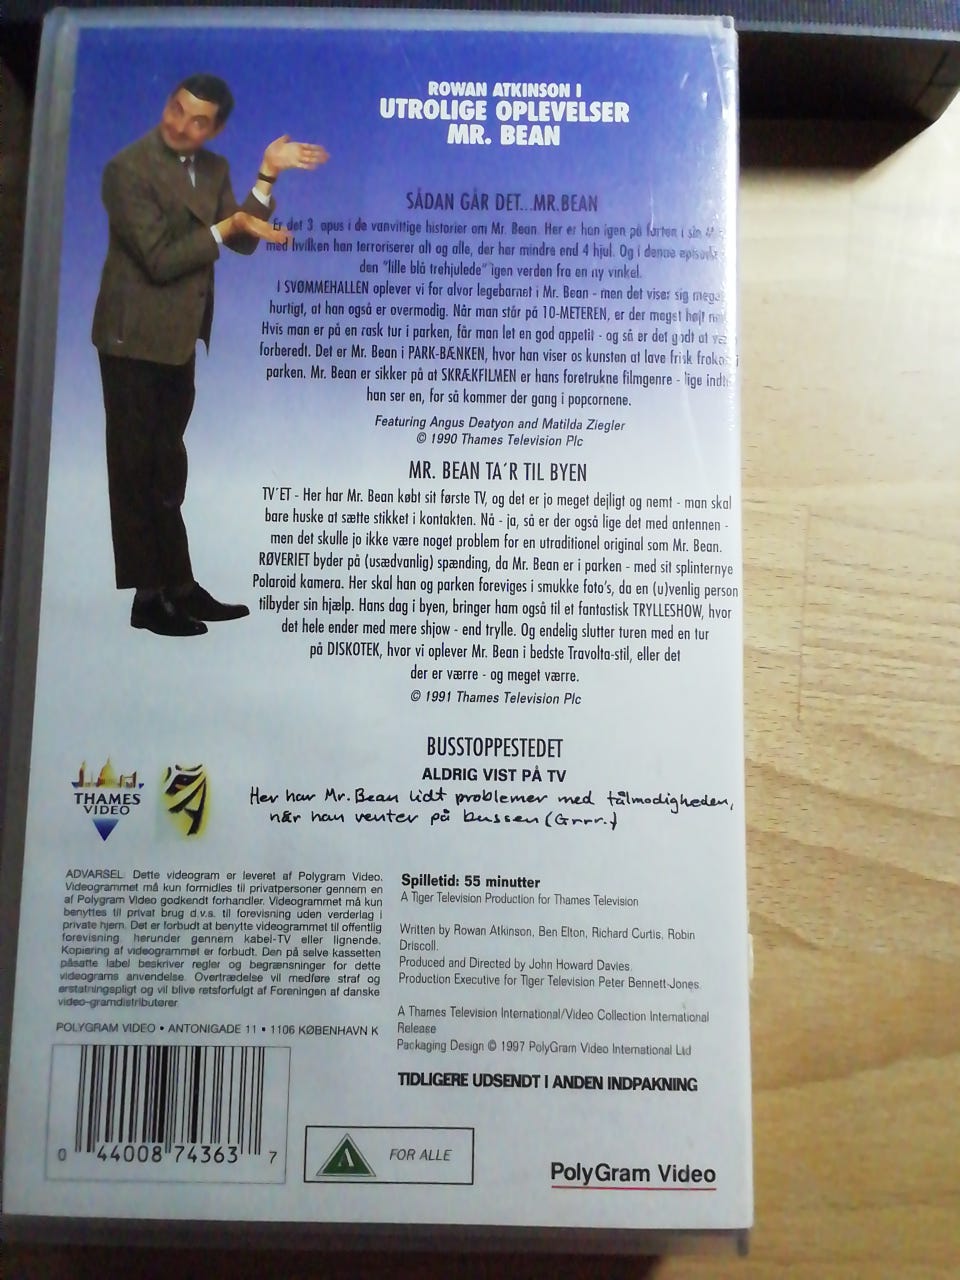 ROWAN ATKINSON I
UTROLIGE OPLEVELSER
MR. BEAN
SÅDAN GÅR DET...MR.BEAN
Er det 3. opus i de vanvittige historier om Mr. Bean. Her er han igen på farten i sin
med hvilken han terroriserer alt og alle, der har mindre end 4 hjul. Og i denne episode
den "lille blå trehjulede" igen verden fra en ny vinkel.
I SVØMMEHALLEN oplever vi for alvor legebarnet i Mr. Bean - men det viser sig meget
hurtigt, at han også er overmodig. Når man står på 10-METEREN, er der meget højt
Hvis man er på en rask tur i parken, får man let en god appetit - og så er det godt at
forberedt. Det er Mr. Bean i PARK-BÆNKEN, hvor han viser os kunsten at lave frisk
parken. Mr. Bean er sikker på at SKRÆKFILMEN er hans foretrukne filmgenre - lige
han ser en, for så kommer der gang i popcornene.
Featuring Angus Deatyon and Matilda Ziegler
© 1990 Thames Television Plc
MR. BEAN TA´R TIL BYEN
TV´ET - Her har Mr. Bean købt sit første TV, og det er jo meget dejligt og nemt - man skal
bare huske at sætte stikket i kontakten. Nå - ja, så er der også lige det med antennen -
men det skulle jo ikke være noget problem for en utraditionel original som Mr. Bean.
RØVERIET byder på (usædvanlig) spænding, da Mr. Bean er i parken - med sit splinternye
Polaroid kamera. Her skal han og parken foreviges i smukke foto's, da en (u)venlig person
tilbyder sin hjælp. Hans dag i byen, bringer ham også til et fantastisk TRYLLESHOW, hvor
det hele ender med mere shjow - end trylle. Og endelig slutter turen med en tur
på DISKOTEK, hvor vi oplever Mr. Bean i bedste Travolta-stil, eller det
der er værre - og meget værre.
© 1991 Thames Television Plc
BUSSTOPPESTEDET
ALDRIG VIST PÅ TV
Her har Mr. Bean lidt problemer med tålmodigheden,
når han venter på bussen (Grrr.)
THAMES
VIDEO
ADVARSEL. Dette videogram er leveret af Polygram Video.
Videogrammet må kun formidles til privatpersoner gennem en
af Polygram Video godkendt forhandler. Videogrammet må kun
benyttes til privat brug d.v.s. til forevisning uden vederlag i
private hjem. Det er forbudt at benytte videogrammet til offentlig
forevisning, herunder gennem kabel-TV eller lignende.
Kopiering af videogrammet er forbudt. Den på selve kassetten
påsatte label beskriver regler og begrænsninger for dette
videograms anvendelse. Overtrædelse vil medføre straf og
erstatningspligt og vil blive retsforfulgt af Foreningen af danske
video-gramdistributører.
POLYGRAM VIDEO • ANTONIGADE 11 • 1106 KØBENHAVN K
Spilletid: 55 minutter
A Tiger Television Production for Thames Television
Written by Rowan Atkinson, Ben Elton, Richard Curtis, Robin
Driscoll.
Produced and Directed by John Howard Davies.
Production Executive for Tiger Television Peter Bennett-Jones.
A Thames Television International/Video Collection International
Release
Packaging Design © 1997 PolyGram Video International Ltd
TIDLIGERE UDSENDT I ANDEN INDPAKNING
0 44008 74363 7
A FOR ALLE
PolyGram Video